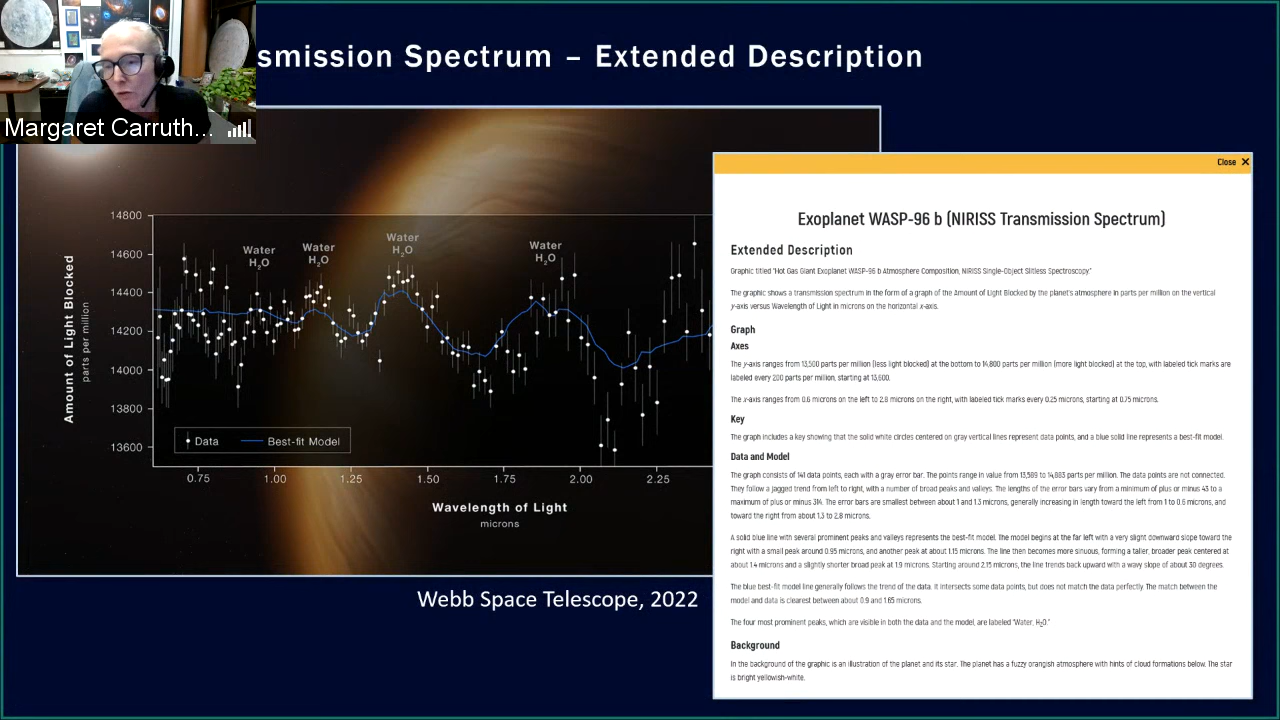 smission Spectrum – Extended Description
Margaret Carruth...
14800
14600
14400
14200
14000
13800
13600
Amount of Light Blocked
parts per million
Water
H2O
Water
H2O
Water
H2O
Water
H2O
Data
Best-fit Model
0.75
1.00
1.25
1.50
1.75
2.00
2.25
Wavelength of Light
microns
Webb Space Telescope, 2022
Close X
Exoplanet WASP-96 b (NIRISS Transmission Spectrum)
Extended Description
Graphic titled "Hot Gas Giant Exoplanet WASP-96 b Atmosphere Composition, NIRISS Single-Object Slitless Spectroscopy."
The graphic shows a transmission spectrum in the form of a graph of the Amount of Light Blocked by the planet's atmosphere in parts per million on the vertical
y-axis versus Wavelength of Light in microns on the horizontal x-axis.
Graph
Axes
The y-axis ranges from 13,500 parts per million (less light blocked) at the bottom to 14,800 parts per million (more light blocked) at the top, with labeled tick marks are
labeled every 200 parts per million, starting at 13,600.
The x-axis ranges from 0.6 microns on the left to 2.8 microns on the right, with labeled tick marks every 0.25 microns, starting at 0.75 microns.
Key
The graph includes a key showing that the solid white circles centered on gray vertical lines represent data points, and a blue solid line represents a best-fit model.
Data and Model
The graph consists of 141 data points, each with a gray error bar. The points range in value from 13,589 to 14,663 parts per million. The data points are not connected.
They follow a jagged trend from left to right, with a number of broad peaks and valleys. The lengths of the error bars vary from a minimum of plus or minus 43 to a
maximum of plus or minus 314. The error bars are smallest between about 1 and 1.3 microns, generally increasing in length toward the left from 1 to 0.6 microns, and
toward the right from about 1.3 to 2.8 microns.
A solid blue line with several prominent peaks and valleys represents the best-fit model. The model begins at the far left with a very slight downward slope toward the
right with a small peak around 0.95 microns, and another peak at about 1.15 microns. The line then becomes more sinuous, forming a taller, broader peak centered at
about 1.4 microns and a slightly shorter broad peak at 1.9 microns. Starting around 2.15 microns, the line trends back upward with a wavy slope of about 30 degrees.
The blue best-fit model line generally follows the trend of the data. It intersects some data points, but does not match the data perfectly. The match between the
model and data is clearest between about 0.9 and 1.65 microns.
The four most prominent peaks, which are visible in both the data and the model, are labeled "Water, H2O."
Background
In the background of the graphic is an illustration of the planet and its star. The planet has a fuzzy orangish atmosphere with hints of cloud formations below. The star
is bright yellowish-white.